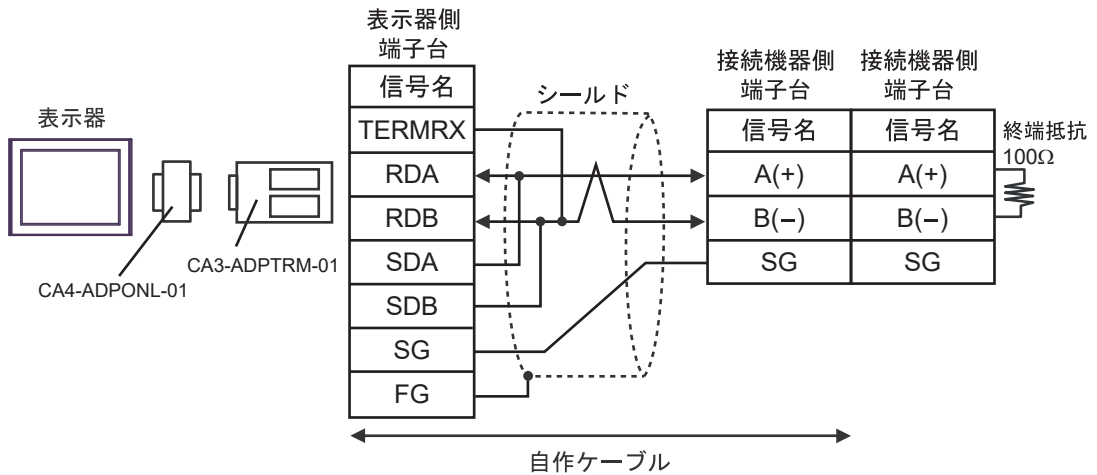 表示器
CA4-ADPONL-01
CA3-ADPTRM-01
表示器側
端子台
信号名
TERMRX
RDA
RDB
SDA
SDB
SG
FG
シールド
接続機器側
端子台
信号名
A(+)
B(−)
SG
接続機器側
端子台
信号名
A(+)
B(−)
SG
終端抵抗
100Ω
自作ケーブル